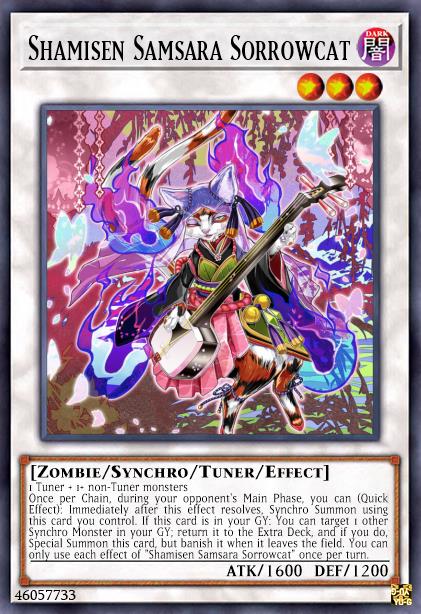 SHAMISEN SAMSARA SORROWCAT
DARK
闇
[ZOMBIE/SYNCHRO/TUNER/EFFECT]
1 Tuner + 1+ non-Tuner monsters
Once per Chain, during your opponent's Main Phase, you can (Quick
Effect): Immediately after this effect resolves, Synchro Summon using
this card you control. If this card is in your GY: You can target 1 other
Synchro Monster in your GY; return it to the Extra Deck, and if you do,
Special Summon this card, but banish it when it leaves the field. You can
only use each effect of "Shamisen Samsara Sorrowcat" once per turn.
ATK/1600 DEF/1200
46057733